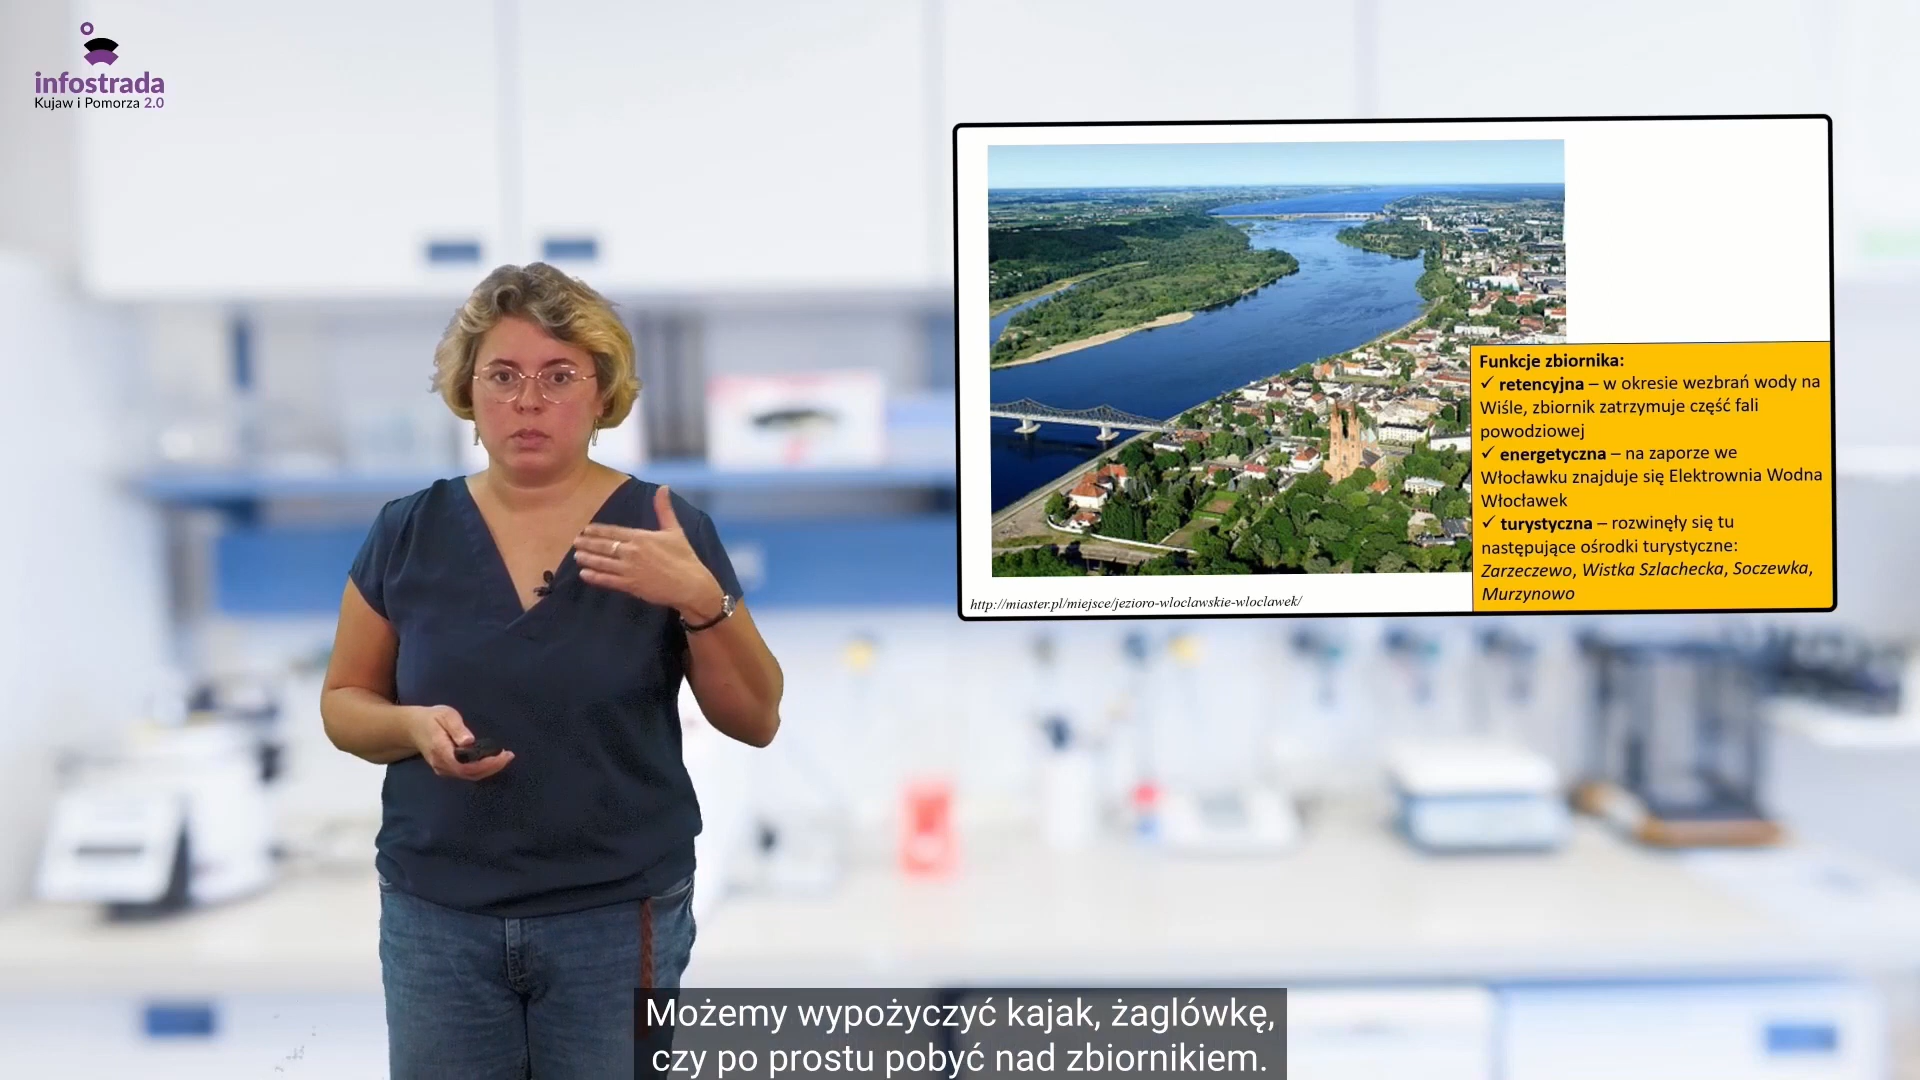 infostrada
Kujaw i Pomorza 2.0
Funkcje zbiornika:
✓ retencyjna – w okresie wezbrań wody na
Wiśle, zbiornik zatrzymuje część fali
powodziowej
✓ energetyczna – na zaporze we
Włocławku znajduje się Elektrownia Wodna
Włocławek
✓ turystyczna – rozwinęły się tu
następujące ośrodki turystyczne:
Zarzeczewo, Wistka Szlachecka, Soczewka,
Murzynowo
http://miaster.pl/miejsce/jezioro-wloclawskie-wloclawek/
Możemy wypożyczyć kajak, żaglówkę,
czy po prostu pobyć nad zbiornikiem.